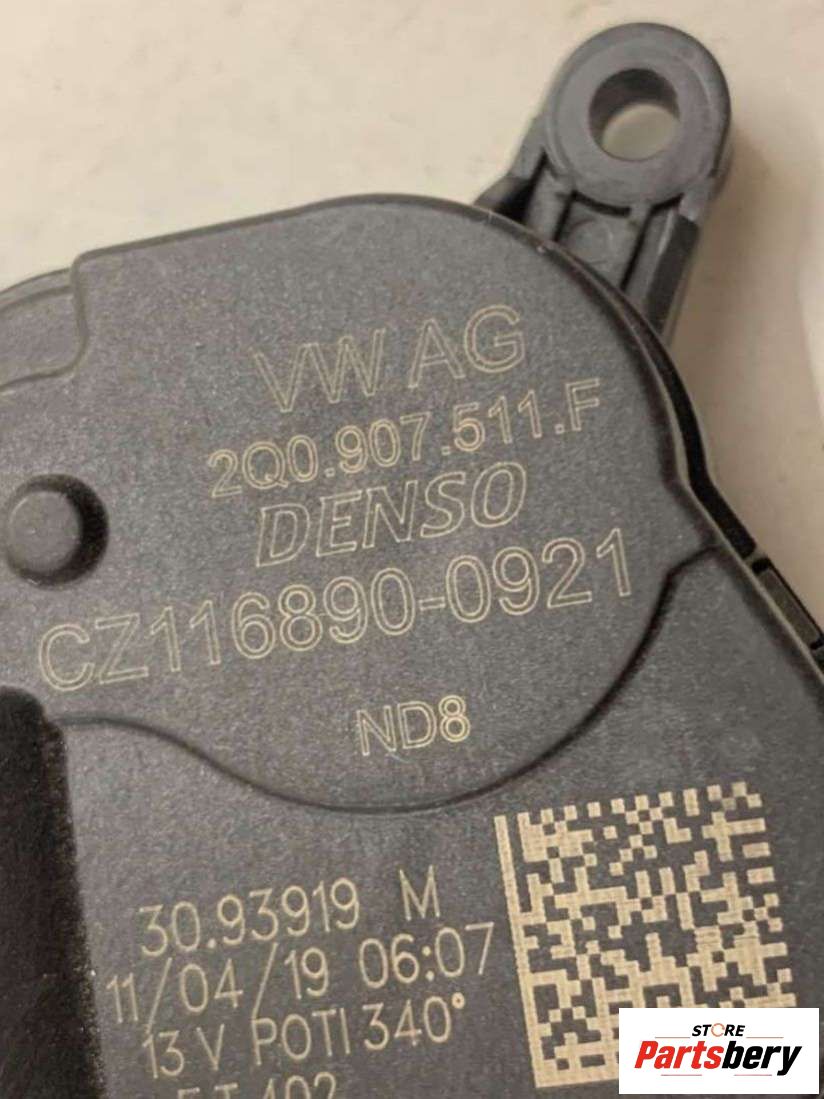 VW AG
2Q0.907.511.F
DENSO
CZ116890-0921
ND8
30.93919 M
11/04/19 06:07
13 V POTI 340°
STORE
Partsbery